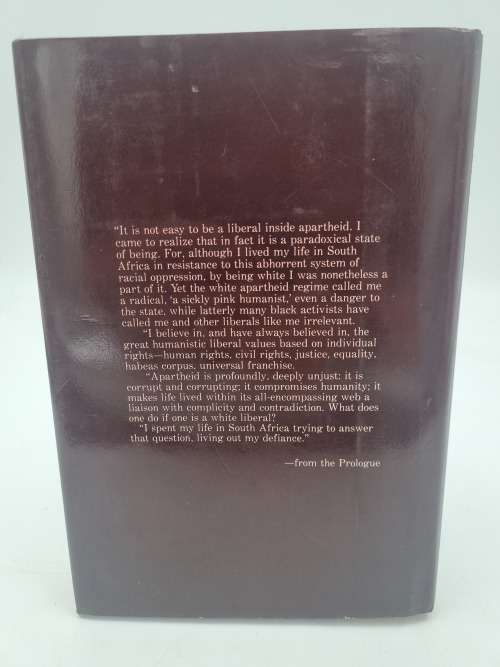 “It is not easy to be a liberal inside apartheid. I
came to realize that in fact it is a paradoxical state
of being. For, although I lived my life in South
Africa in resistance to this abhorrent system of
racial oppression, by being white I was nonetheless a
part of it. Yet the white apartheid regime called me
a radical, ‘a sickly pink humanist,’ even a danger to
the state, while latterly many black activists have
called me and other liberals like me irrelevant.
“I believe in, and have always believed in, the
great humanistic liberal values based on individual
rights—human rights, civil rights, justice, equality,
habeas corpus, universal franchise.
“Apartheid is profoundly, deeply unjust; it is
corrupt and corrupting; it compromises humanity; it
makes life lived within its all-encompassing web a
liaison with complicity and contradiction. What does
one do if one is a white liberal?
“I spent my life in South Africa trying to answer
that question, living out my defiance.”
—from the Prologue